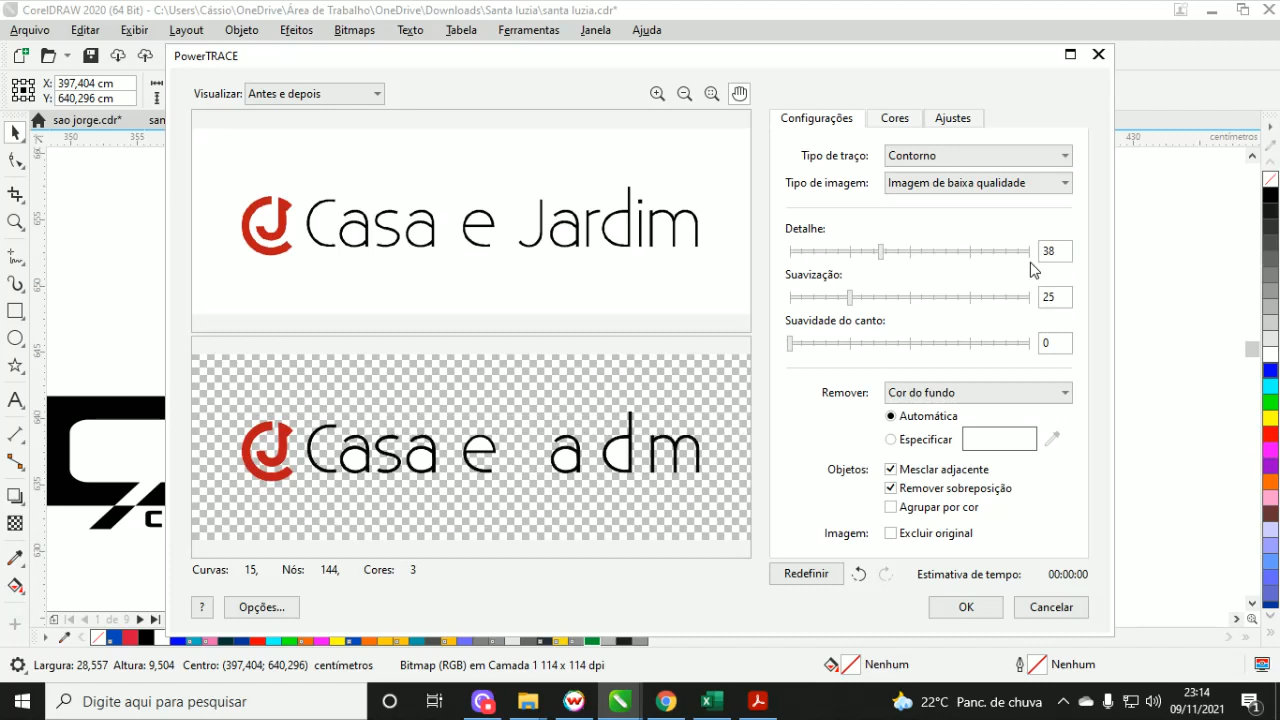 CorelDRAW 2020 (64 Bit) - C:\Users\Cássio\OneDrive\Área de Trabalho\OneDrive\Downloads\Santa luzia\santa luzia.cdr*
Arquivo Editar Exibir Layout Objeto Efeitos Bitmaps Texto Tabela Ferramentas Janela Ajuda
PowerTRACE
X: 397,404 cm
Y: 640,296 cm
Visualizar: Antes e depois
sao jorge.cdr* san
350 355 430 centímetros
Configurações Cores Ajustes
Tipo de traço: Contorno
Tipo de imagem: Imagem de baixa qualidade
Casa e Jardim
Detalhe:
38
Suavização:
25
Suavidade do canto:
0
Remover: Cor do fundo
Automática
Especificar
Casa e a d m
Objetos: Mesclar adjacente
Remover sobreposição
Agrupar por cor
Imagem: Excluir original
Curvas: 15, Nós: 144, Cores: 3
Redefinir Estimativa de tempo: 00:00:00
? Opções... OK Cancelar
1 de 9
Largura: 28,557 Altura: 9,504 Centro: (397,404; 640,296) centímetros Bitmap (RGB) em Camada 1 114 x 114 dpi Nenhum Nenhum
Digite aqui para pesquisar 22°C Panc. de chuva 23:14
09/11/2021